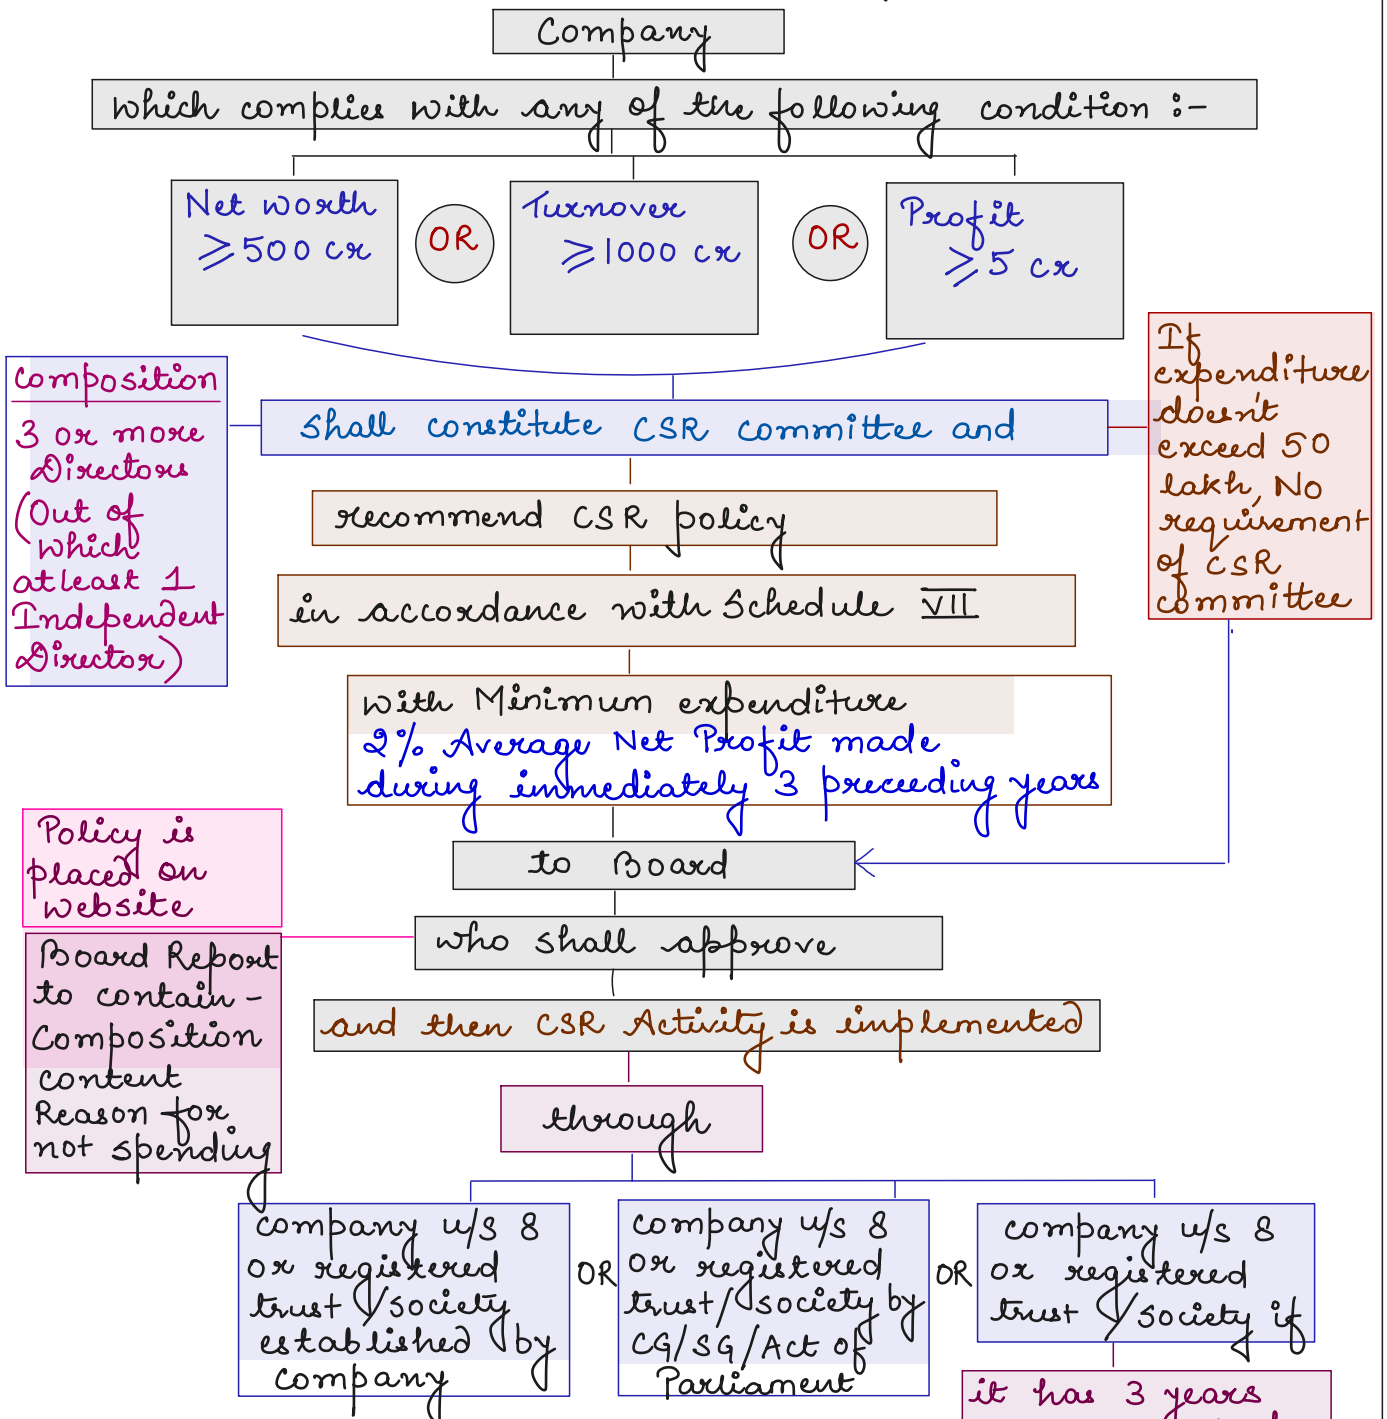 Company
which complies with any of the following condition :-
Net worth
≥ 500 cr
OR
Turnover
≥ 1000 cr
OR
Profit
≥ 5 cr
Composition
3 or more
Directors
(Out of
which
atleast 1
Independent
Director)
shall constitute CSR committee and
If
expenditure
doesn't
exceed 50
lakh, No
requirement
of CSR
committee
recommend CSR policy
in accordance with Schedule VII
with Minimum expenditure
2% Average Net Profit made
during immediately 3 preceeding years
to Board
Policy is
placed on
website
who shall approve
Board Report
to contain -
Composition
content
Reason for
not spending
and then CSR Activity is implemented
through
company u/s 8
or registered
trust/society
established by
company
OR
company u/s 8
or registered
trust/society by
CG/SG/Act of
Parliament
OR
company u/s 8
or registered
trust/society if
it has 3 years